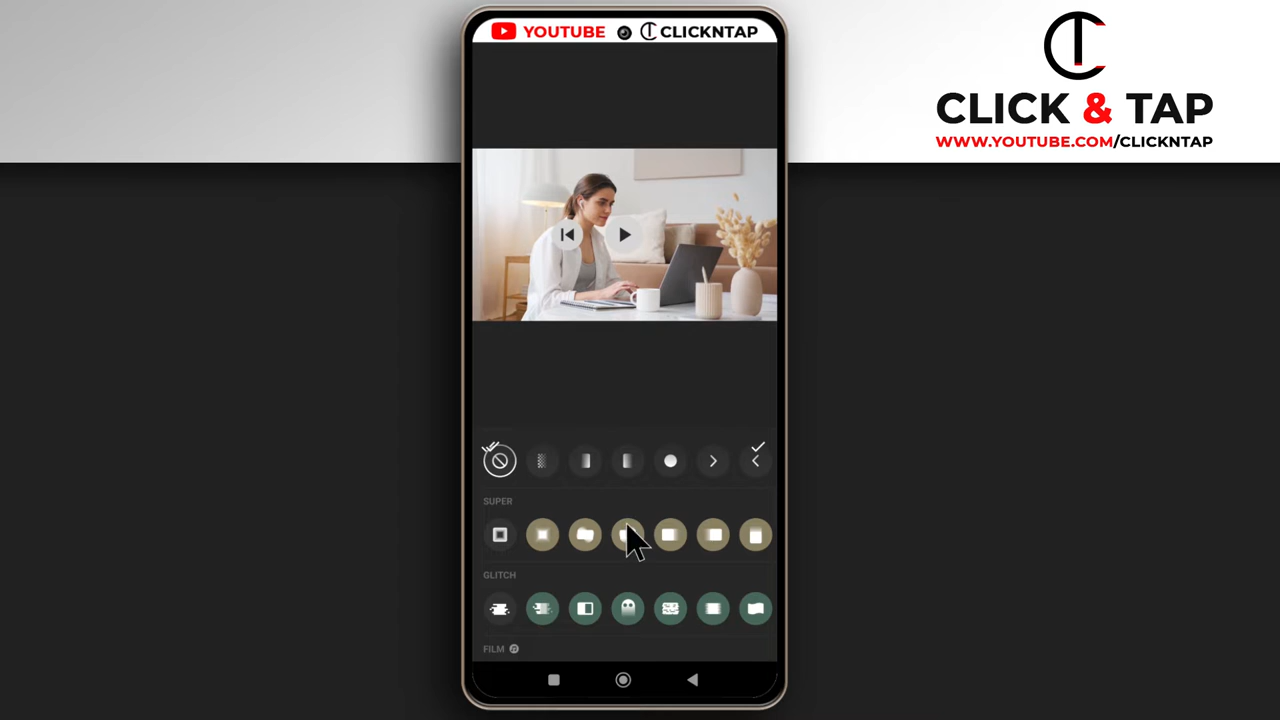 YOUTUBE CLICKNTAP
CLICK & TAP
WWW.YOUTUBE.COM/CLICKNTAP
SUPER
GLITCH
FILM